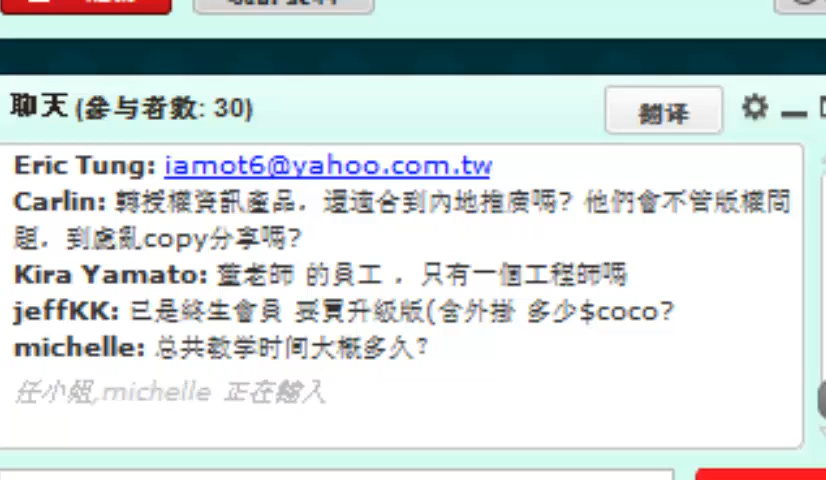 聊天 (參与者數: 30)
翻译
Eric Tung: iamot6@yahoo.com.tw
Carlin: 轉授權資訊產品，還適合到內地推廣嗎? 他們會不管版權問
題，到處亂copy分享嗎?
Kira Yamato: 董老師 的員工 ，只有一個工程師嗎
jeffKK: 已是終生會員 要買升級版(含外掛 多少$coco?
michelle: 总共教学时间大概多久?
任小姐,michelle 正在輸入